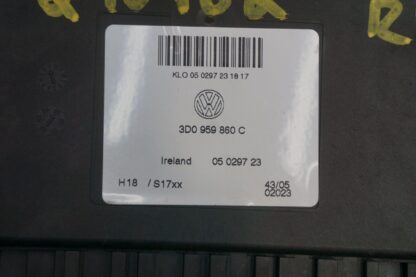 KLO 05 0297 23 18 17
3D0 959 860 C
Ireland 05 0297 23
H18 / S17xx 43/05
02023